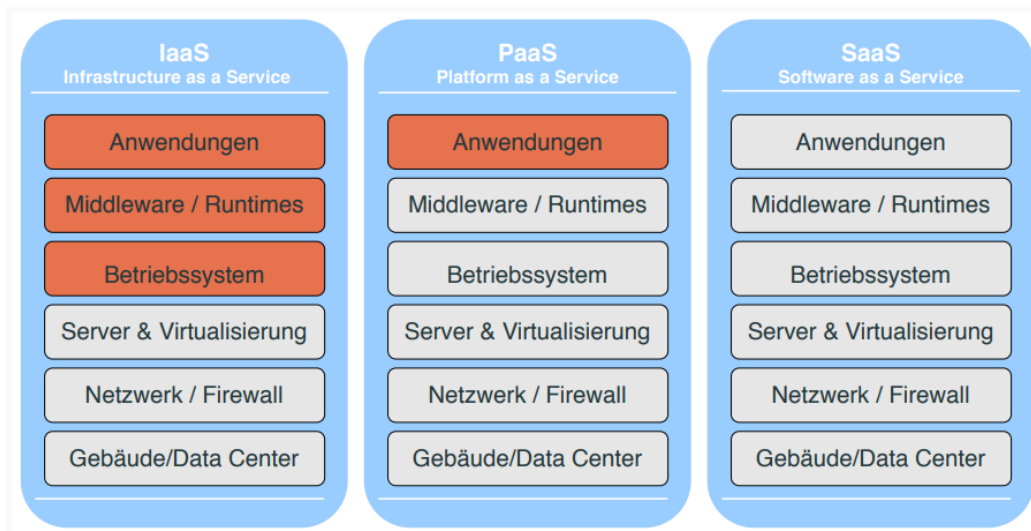 IaaS
Infrastructure as a Service
Anwendungen
Middleware / Runtimes
Betriebssystem
Server & Virtualisierung
Netzwerk / Firewall
Gebäude/Data Center
PaaS
Platform as a Service
Anwendungen
Middleware / Runtimes
Betriebssystem
Server & Virtualisierung
Netzwerk / Firewall
Gebäude/Data Center
SaaS
Software as a Service
Anwendungen
Middleware / Runtimes
Betriebssystem
Server & Virtualisierung
Netzwerk / Firewall
Gebäude/Data Center